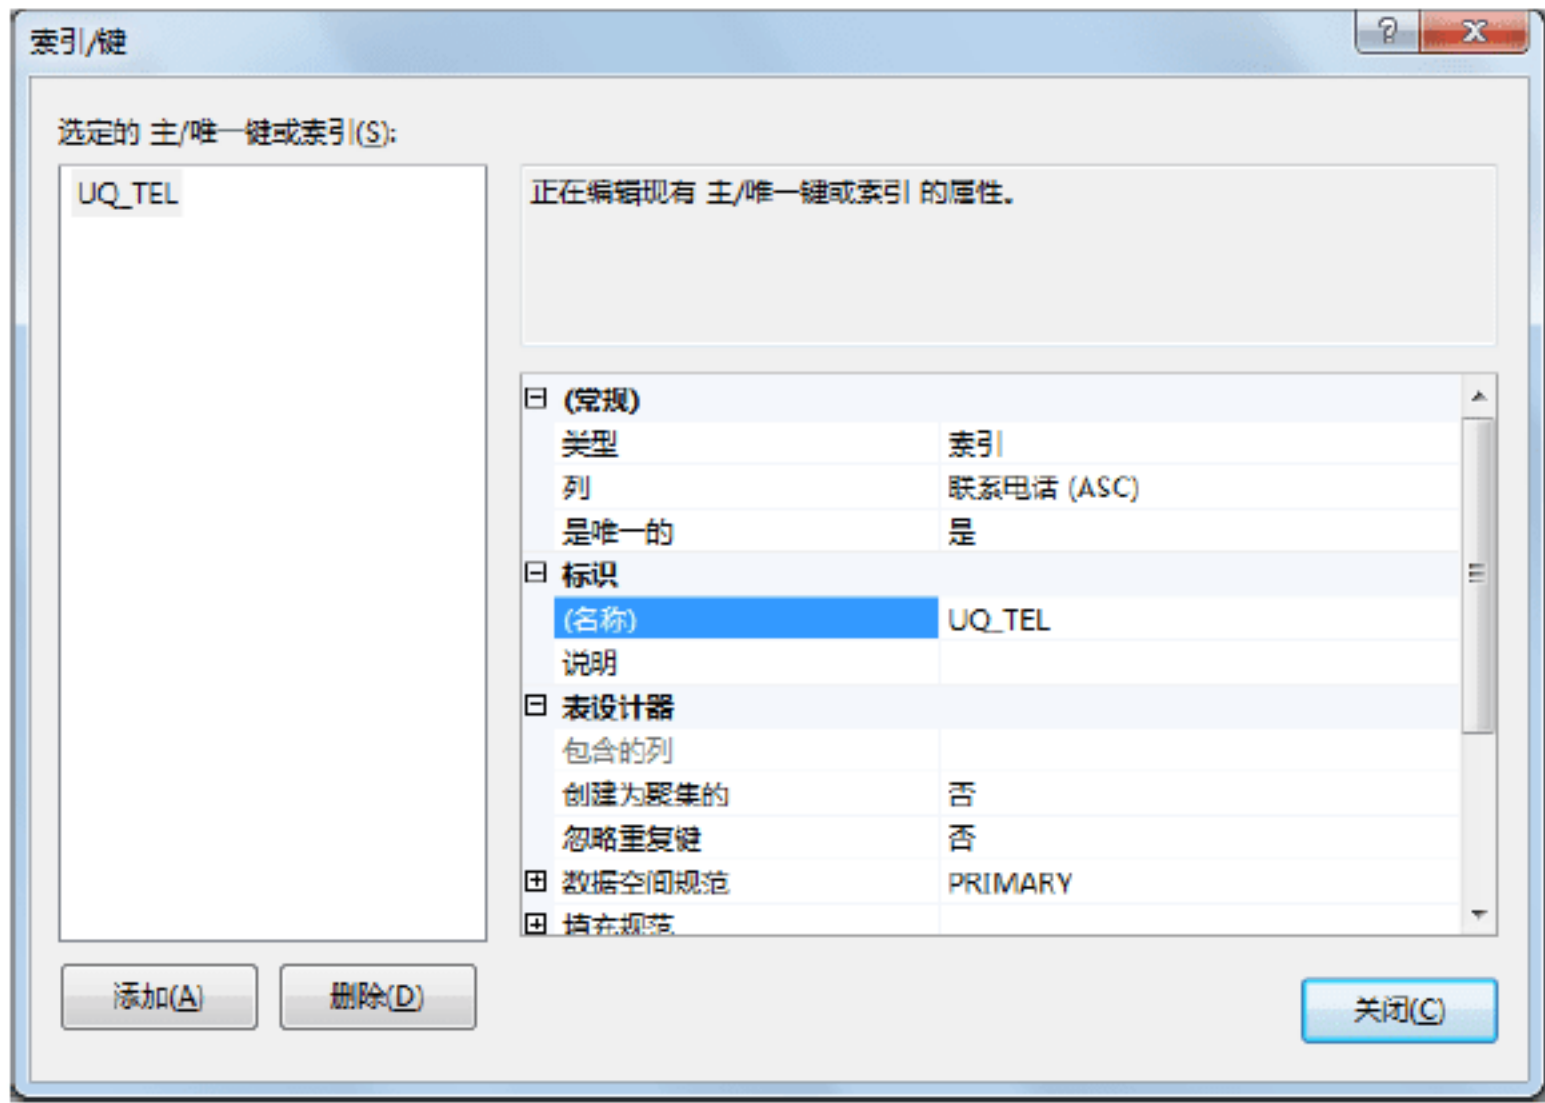 索引/键
选定的 主/唯一键或索引(S):
UQ_TEL
正在编辑现有 主/唯一键或索引 的属性。
(常规)
类型 索引
列 联系电话 (ASC)
是唯一的 是
标识
(名称) UQ_TEL
说明
表设计器
包含的列
创建为聚集的 否
忽略重复键 否
数据空间规范 PRIMARY
填充规范
添加(A) 删除(D)
关闭(C)